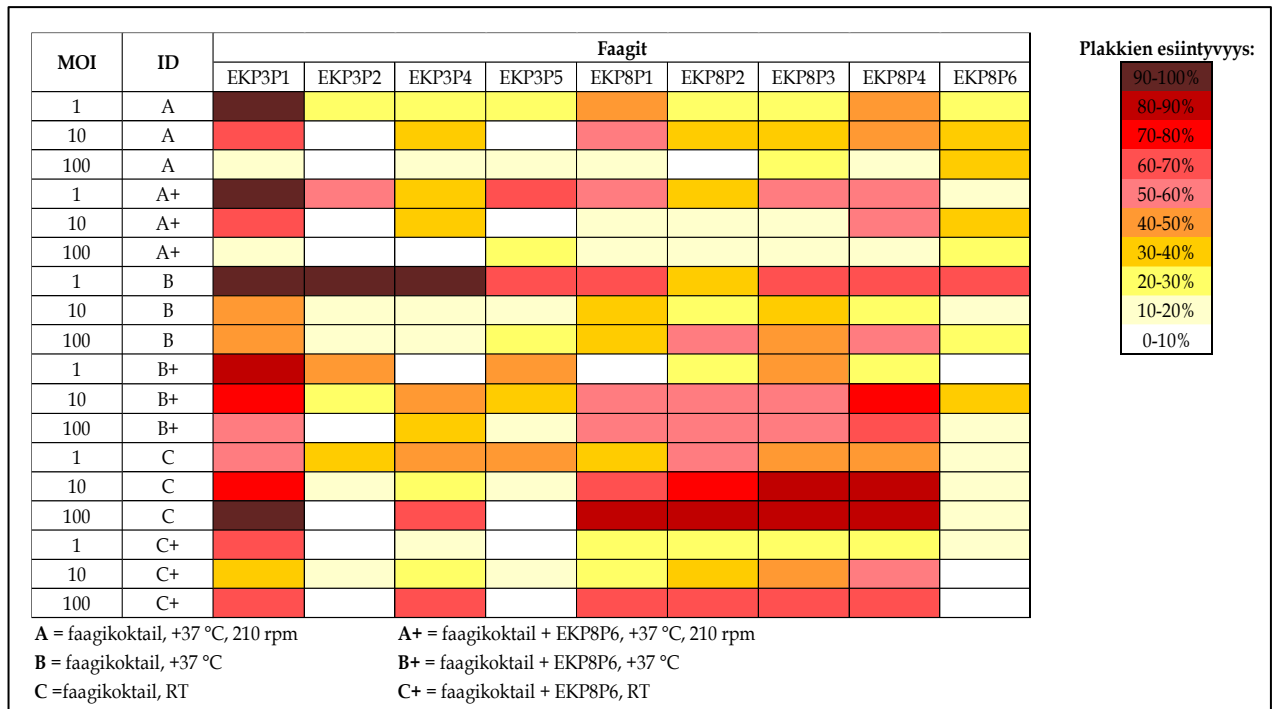 MOI ID Faagit
EKP3P1 EKP3P2 EKP3P4 EKP3P5 EKP8P1 EKP8P2 EKP8P3 EKP8P4 EKP8P6
1 A
10 A
100 A
1 A+
10 A+
100 A+
1 B
10 B
100 B
1 B+
10 B+
100 B+
1 C
10 C
100 C
1 C+
10 C+
100 C+
Plakkien esiintyvyys:
90-100%
80-90%
70-80%
60-70%
50-60%
40-50%
30-40%
20-30%
10-20%
0-10%
A = faagikoktail, +37 °C, 210 rpm
A+ = faagikoktail + EKP8P6, +37 °C, 210 rpm
B = faagikoktail, +37 °C
B+ = faagikoktail + EKP8P6, +37 °C
C =faagikoktail, RT
C+ = faagikoktail + EKP8P6, RT